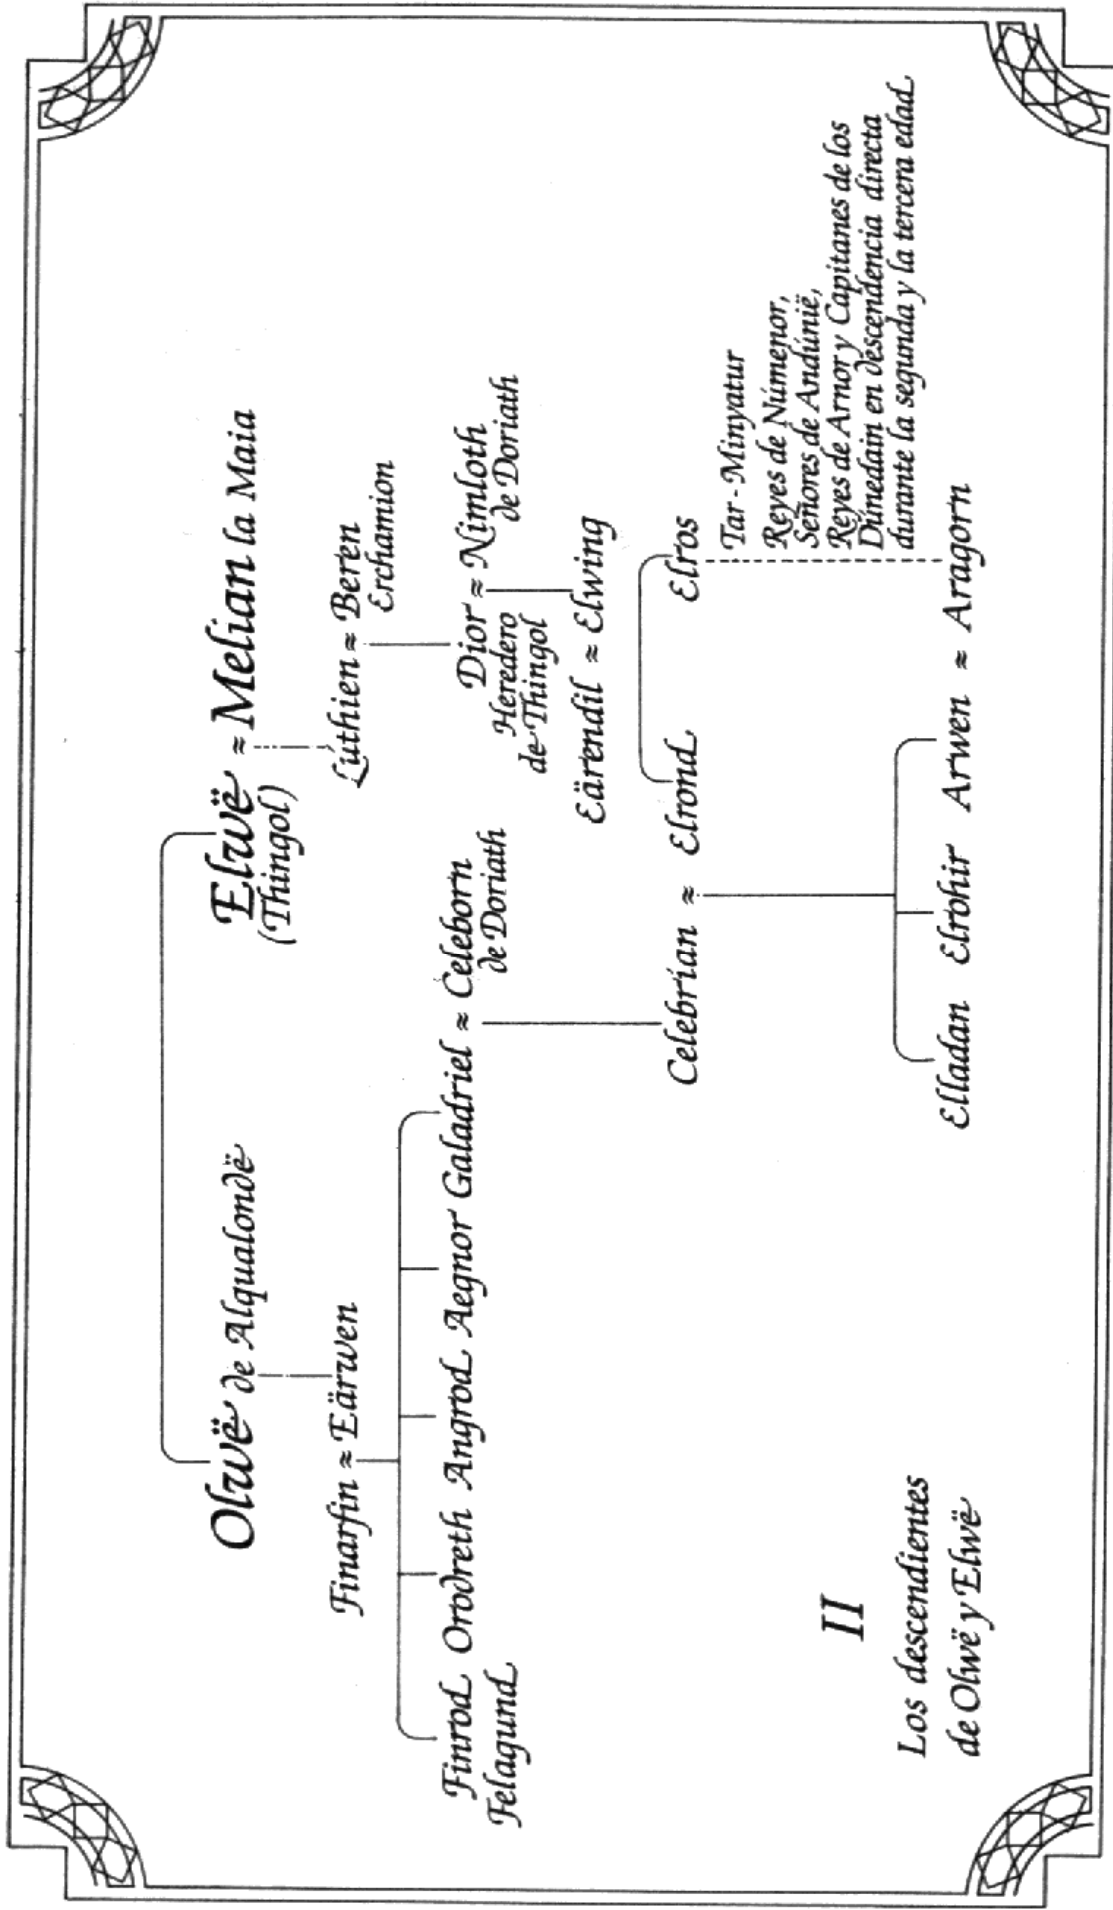 Olwë de Alqualondë
Elwë ≈ Melian la Maia
(Thingol)
Finarfin ≈ Eärwen
Lúthien ≈ Beren
Erchamion
Finrod Orodreth Angrod Aegnor Galadriel ≈ Celeborn
Felagund
de Doriath
Dior ≈ Nimloth
Heredero
de Thingol
de Doriath
Eärendil ≈ Elwing
Celebrían ≈ Elrond
Elros
Tar-Minyatur
Reyes de Númenor,
Señores de Andúnië,
Reyes de Arnor y Capitanes de los
Dúnedain en descendencia directa
durante la segunda y la tercera edad
Elladan Elrohir Arwen ≈ Aragorn
II
Los descendientes
de Olwë y Elwë